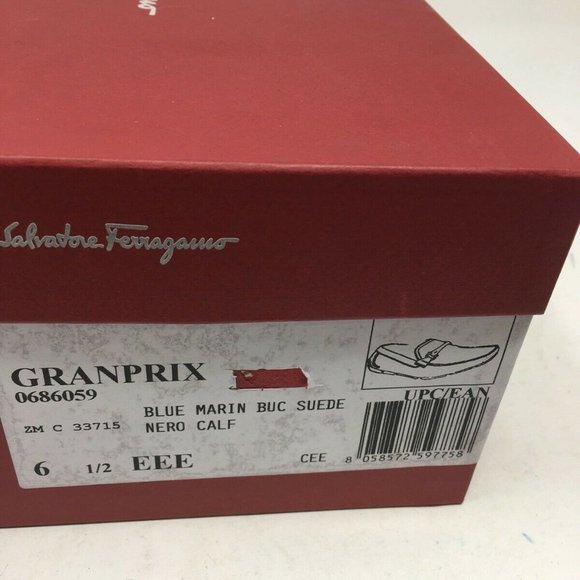 Salvatore Ferragamo
GRANPRIX
0686059
UPC/EAN
BLUE MARIN BUC SUEDE
ZM C 33715 NERO CALF
6 1/2 EEE CEE
8 058572 597758